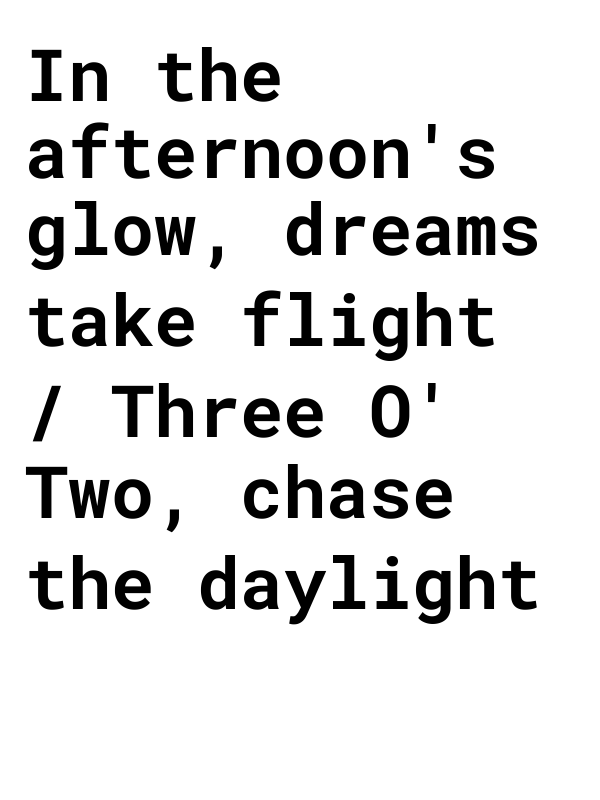 In the
afternoon's
glow, dreams
take flight
/ Three O'
Two, chase
the daylight